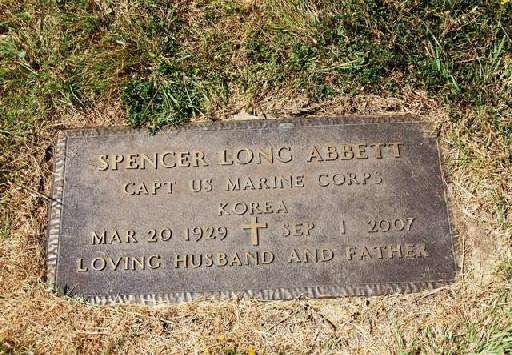 SPENCER LONG ABBETT
CAPT US MARINE CORPS
KOREA
MAR 20 1929 SEP 1 2007
LOVING HUSBAND AND FATHER